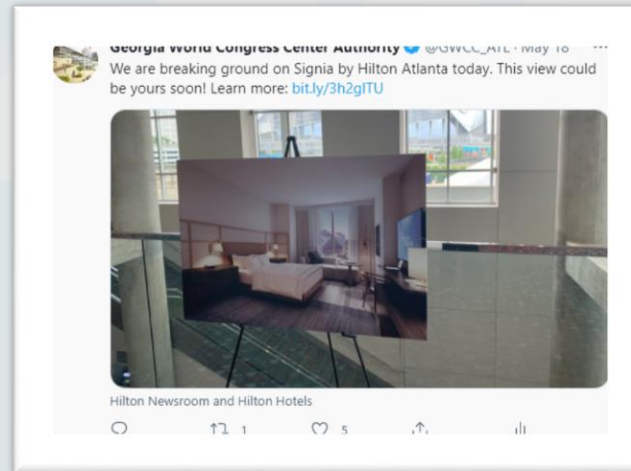 Georgia World Congress Center Authority @GWCC_ATL · May 18 ...
We are breaking ground on Signia by Hilton Atlanta today. This view could
be yours soon! Learn more: bit.ly/3h2glTU
Hilton Newsroom and Hilton Hotels
1 5